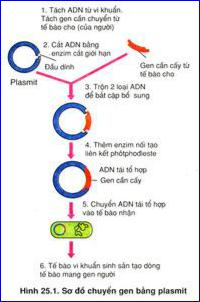 1. Tách ADN từ vi khuẩn.
Tách gen cần chuyển từ
tế bào cho (của người)
2. Cắt ADN bằng
enzim cắt giới hạn
Đầu dính
Plasmit
Gen cần cấy từ
tế bào cho
3. Trộn 2 loại ADN
để bắt cặp bổ sung
4. Thêm enzim nối tạo
liên kết phôtphodieste
ADN tái tổ hợp
Gen cần cấy
5. Chuyển ADN tái tổ hợp
vào tế bào nhận
6. Tế bào vi khuẩn sinh sản tạo dòng
tế bào mang gen người
Hình 25.1. Sơ đồ chuyển gen bằng plasmit